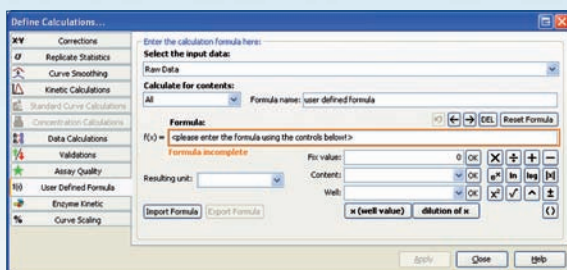 Define Calculations...
X-Y Corrections
σ Replicate Statistics
Curve Smoothing
Kinetic Calculations
Standard Curve Calculations
Concentration Calculations
Data Calculations
Validations
Assay Quality
f(x) User Defined Formula
Enzyme Kinetic
% Curve Scaling
Enter the calculation formula here:
Select the input data:
Raw Data
Calculate for contents:
All Formula name: user defined formula
Formula: DEL Reset Formula
f(x) = <please enter the formula using the controls below!>
Formula incomplete
Fix value: 0 OK × ÷ + −
Resulting unit: Content: OK eˣ ln log |x|
Well: OK x² √ ^ ±
Import Formula Export Formula x (well value) dilution of x ()
Apply Close Help